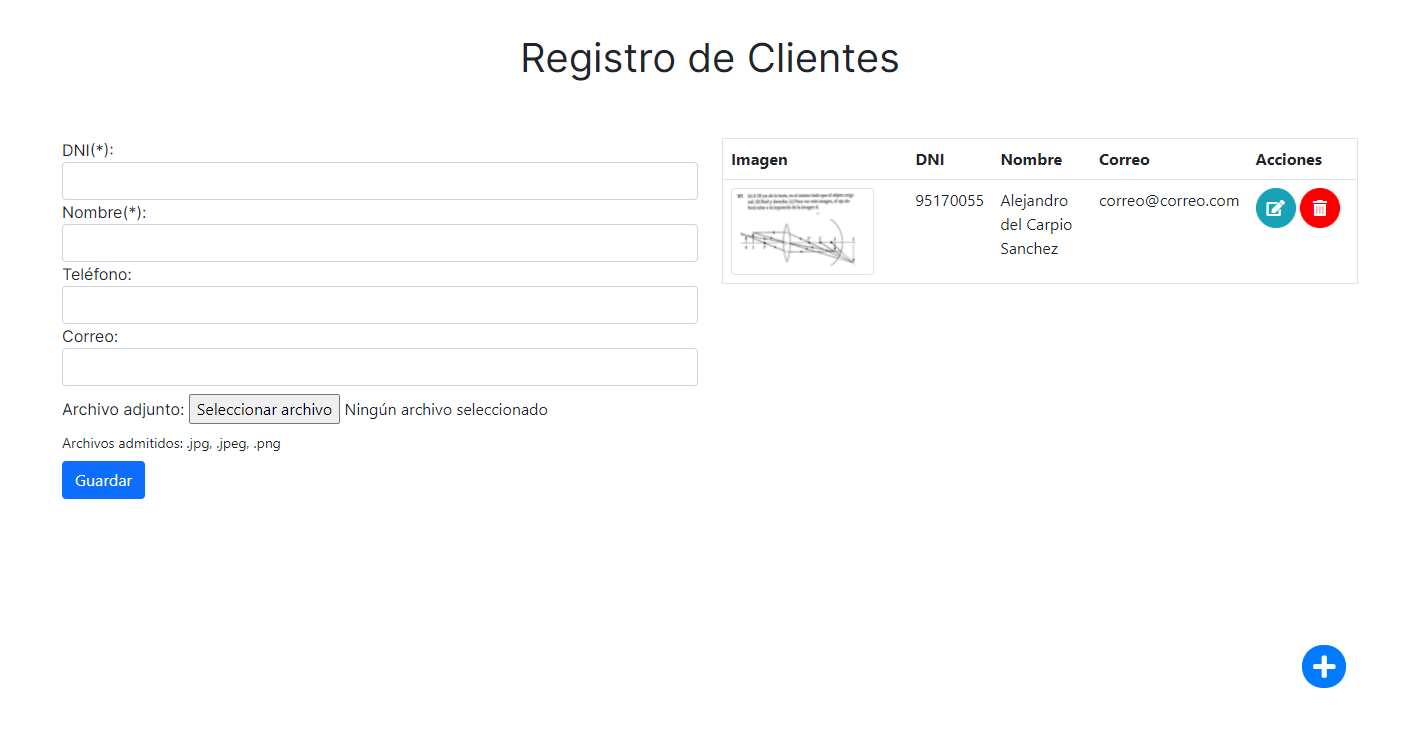 Registro de Clientes
DNI(*):
Nombre(*):
Teléfono:
Correo:
Archivo adjunto: Seleccionar archivo Ningún archivo seleccionado
Archivos admitidos: .jpg, .jpeg, .png
Guardar
Imagen DNI Nombre Correo Acciones
95170055 Alejandro correo@correo.com
del Carpio
Sanchez